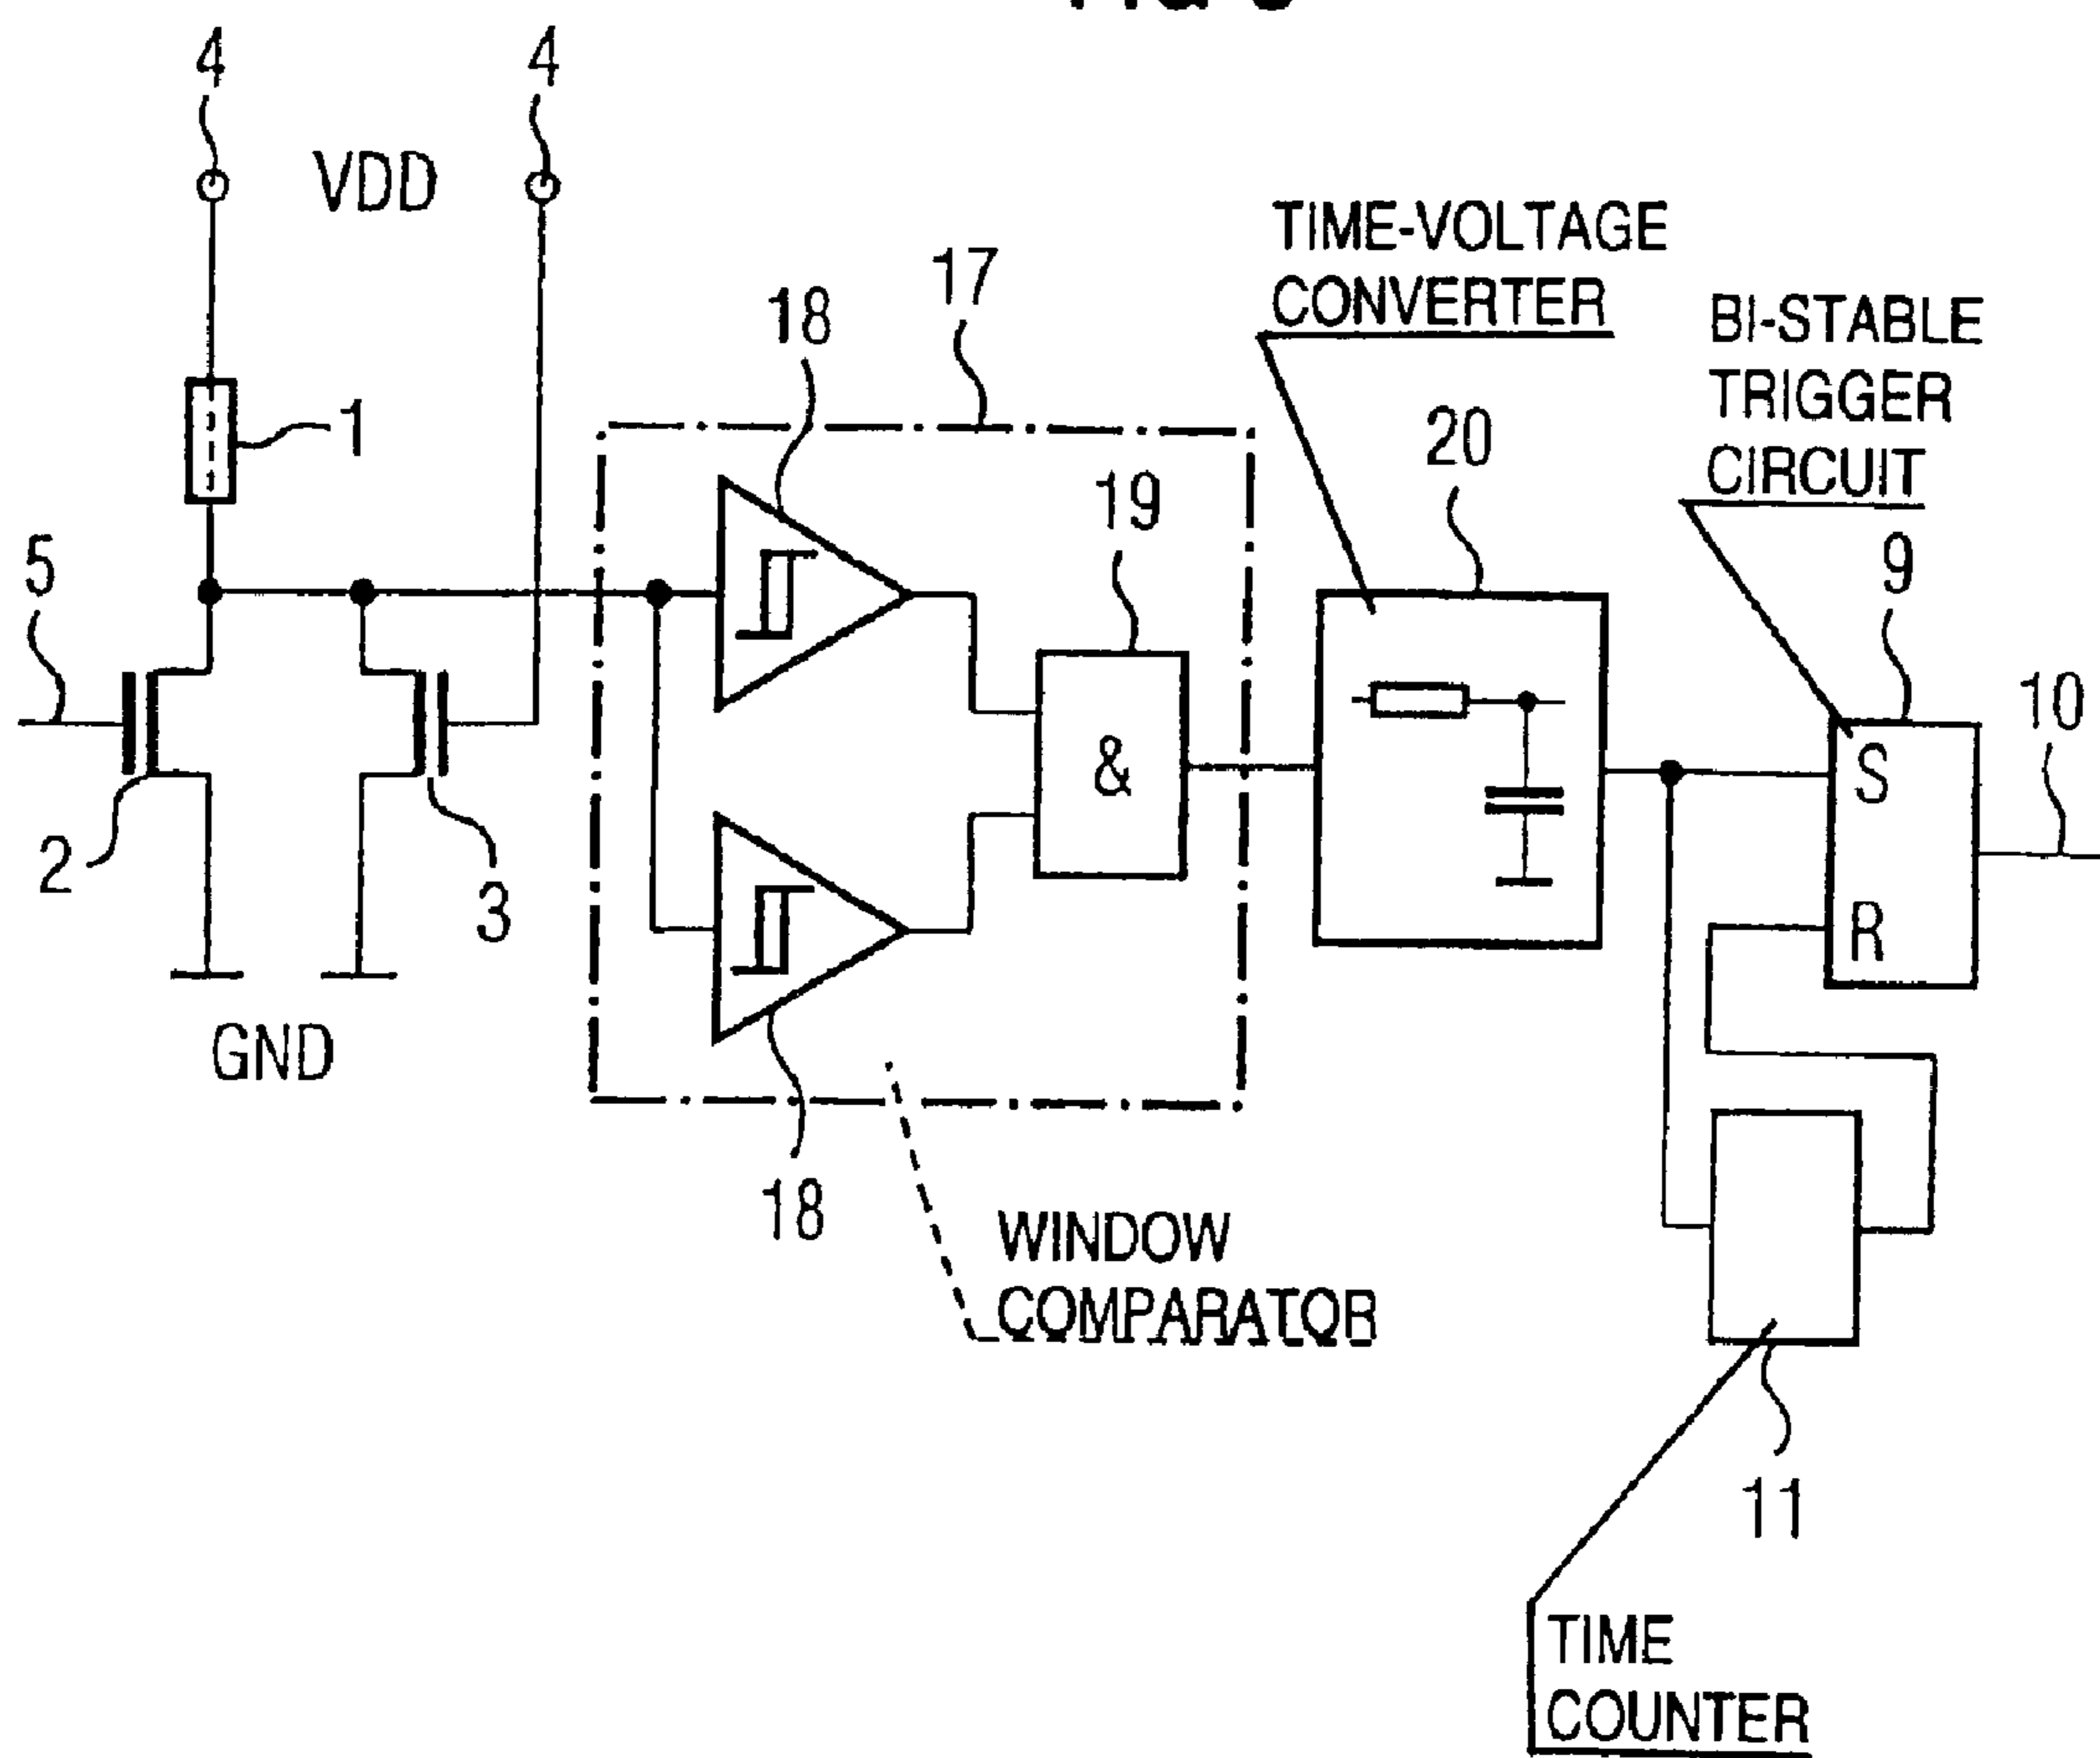 4
4
VDD
TIME-VOLTAGE
CONVERTER
17
18
BI-STABLE
TRIGGER
CIRCUIT
1
20
19
5
9
10
&
S
2
3
R
GND
18
WINDOW
COMPARATOR
11
TIME
COUNTER